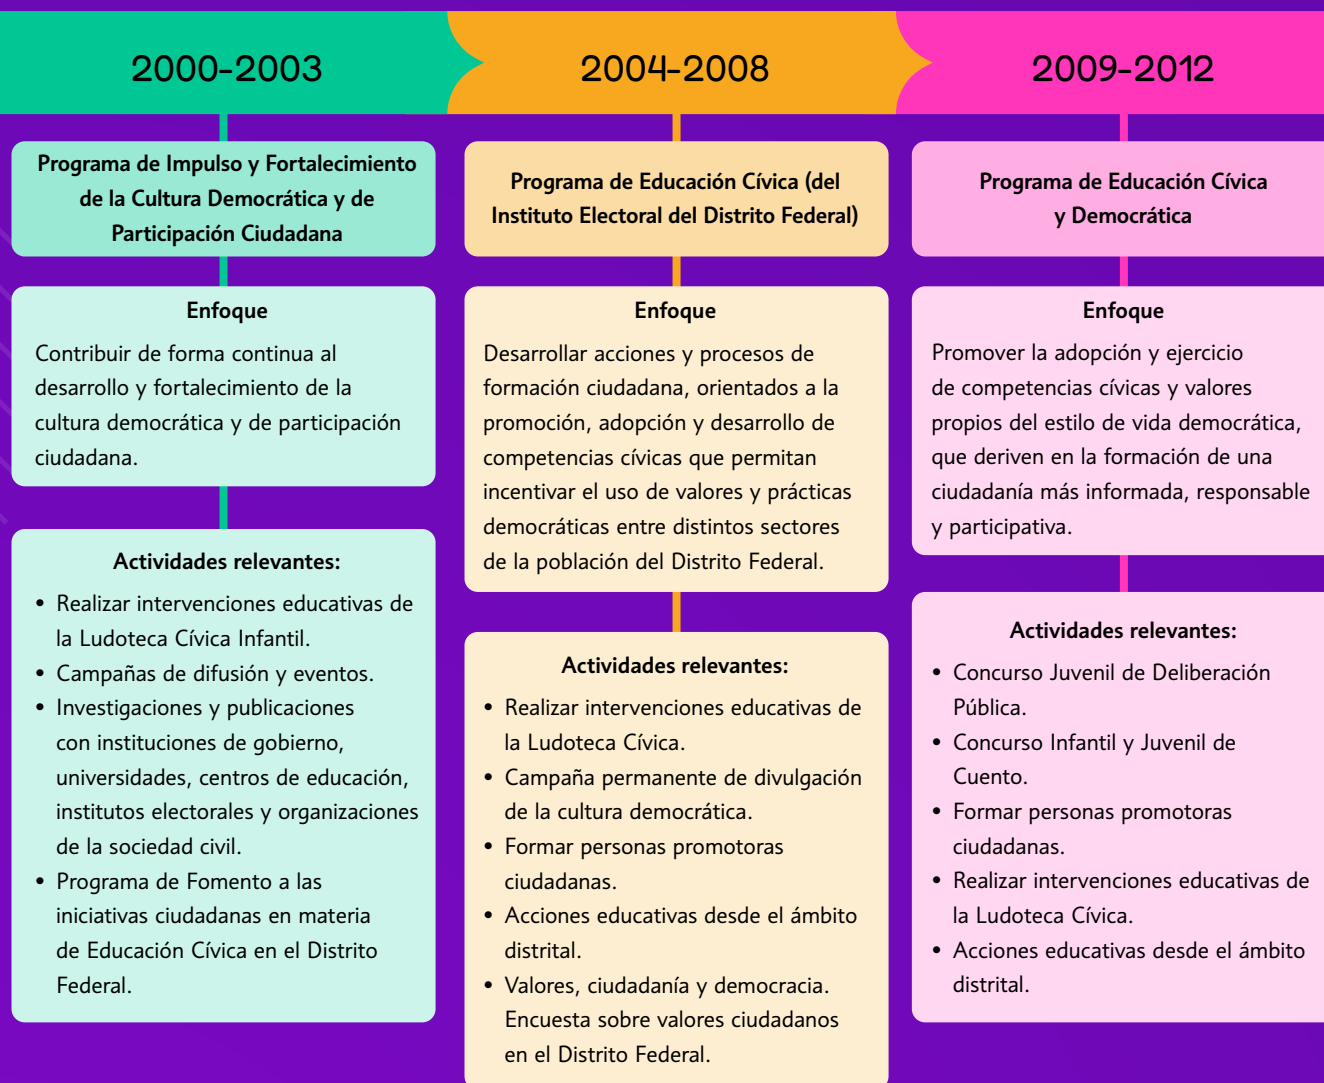 2000-2003
Programa de Impulso y Fortalecimiento
de la Cultura Democrática y de
Participación Ciudadana
Enfoque
Contribuir de forma continua al
desarrollo y fortalecimiento de la
cultura democrática y de participación
ciudadana.
Actividades relevantes:
• Realizar intervenciones educativas de
la Ludoteca Cívica Infantil.
• Campañas de difusión y eventos.
• Investigaciones y publicaciones
con instituciones de gobierno,
universidades, centros de educación,
institutos electorales y organizaciones
de la sociedad civil.
• Programa de Fomento a las
iniciativas ciudadanas en materia
de Educación Cívica en el Distrito
Federal.
2004-2008
Programa de Educación Cívica (del
Instituto Electoral del Distrito Federal)
Enfoque
Desarrollar acciones y procesos de
formación ciudadana, orientados a la
promoción, adopción y desarrollo de
competencias cívicas que permitan
incentivar el uso de valores y prácticas
democráticas entre distintos sectores
de la población del Distrito Federal.
Actividades relevantes:
• Realizar intervenciones educativas de
la Ludoteca Cívica.
• Campaña permanente de divulgación
de la cultura democrática.
• Formar personas promotoras
ciudadanas.
• Acciones educativas desde el ámbito
distrital.
• Valores, ciudadanía y democracia.
Encuesta sobre valores ciudadanos
en el Distrito Federal.
2009-2012
Programa de Educación Cívica
y Democrática
Enfoque
Promover la adopción y ejercicio
de competencias cívicas y valores
propios del estilo de vida democrática,
que deriven en la formación de una
ciudadanía más informada, responsable
y participativa.
Actividades relevantes:
• Concurso Juvenil de Deliberación
Pública.
• Concurso Infantil y Juvenil de
Cuento.
• Formar personas promotoras
ciudadanas.
• Realizar intervenciones educativas de
la Ludoteca Cívica.
• Acciones educativas desde el ámbito
distrital.